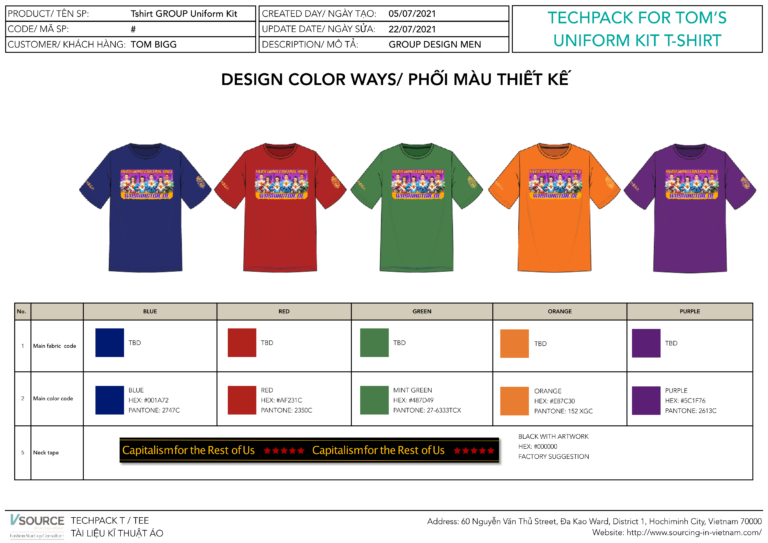 PRODUCT/ TÊN SP: Tshirt GROUP Uniform Kit
CREATED DAY/ NGÀY TẠO: 05/07/2021
CODE/ MÃ SP: #
UPDATE DATE/ NGÀY SỬA: 22/07/2021
CUSTOMER/ KHÁCH HÀNG: TOM BIGG
DESCRIPTION/ MÔ TẢ: GROUP DESIGN MEN
TECHPACK FOR TOM'S
UNIFORM KIT T-SHIRT
DESIGN COLOR WAYS/ PHỐI MÀU THIẾT KẾ
No. BLUE RED GREEN ORANGE PURPLE
1 Main fabric code TBD TBD TBD TBD TBD
2 Main color code
BLUE
HEX: #001A72
PANTONE: 2747C
RED
HEX: #AF231C
PANTONE: 2350C
MINT GREEN
HEX: #487D49
PANTONE: 27-6333TCX
ORANGE
HEX: #E87C30
PANTONE: 152 XGC
PURPLE
HEX: #5C1F76
PANTONE: 2613C
5 Neck tape
Capitalism for the Rest of Us ★★★★★ Capitalism for the Rest of Us ★★★★★
BLACK WITH ARTWORK
HEX: #000000
FACTORY SUGGESTION
VSOURCE
TECHPACK T / TEE
TÀI LIỆU KĨ THUẬT ÁO
Address: 60 Nguyễn Văn Thủ Street, Đa Kao Ward, District 1, Hochiminh City, Vietnam 70000
Website: http://www.sourcing-in-vietnam.com/